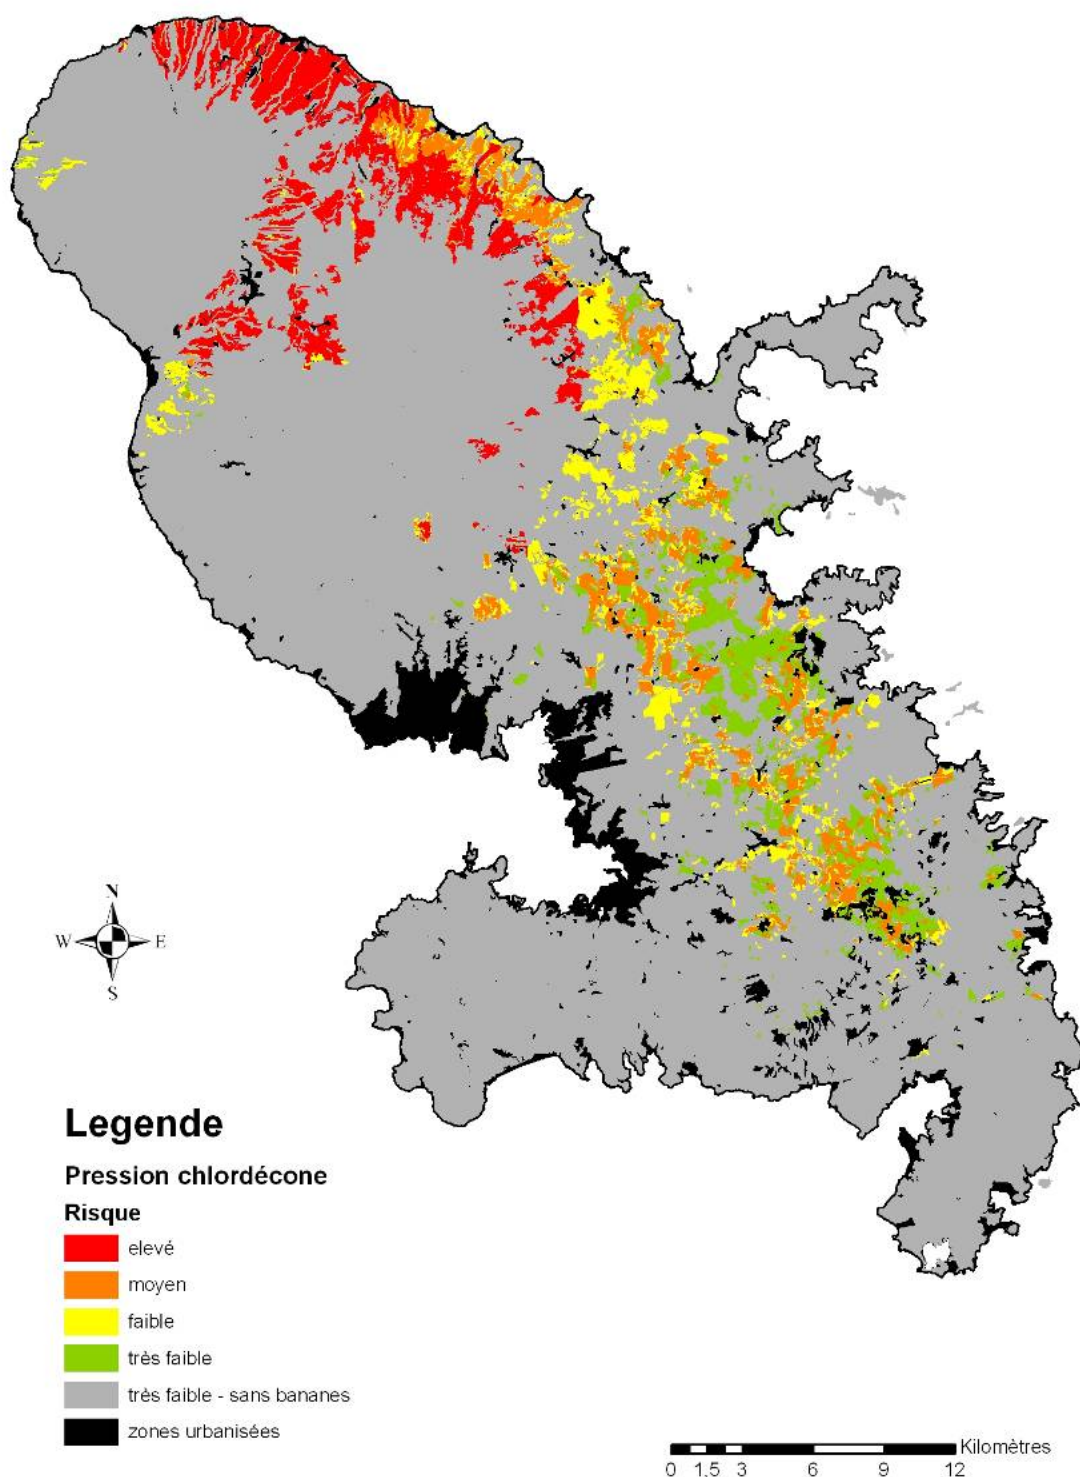 N
W E
S
Legende
Pression chlordécone
Risque
elevé
moyen
faible
très faible
très faible - sans bananes
zones urbanisées
Kilomètres
0 1.5 3 6 9 12